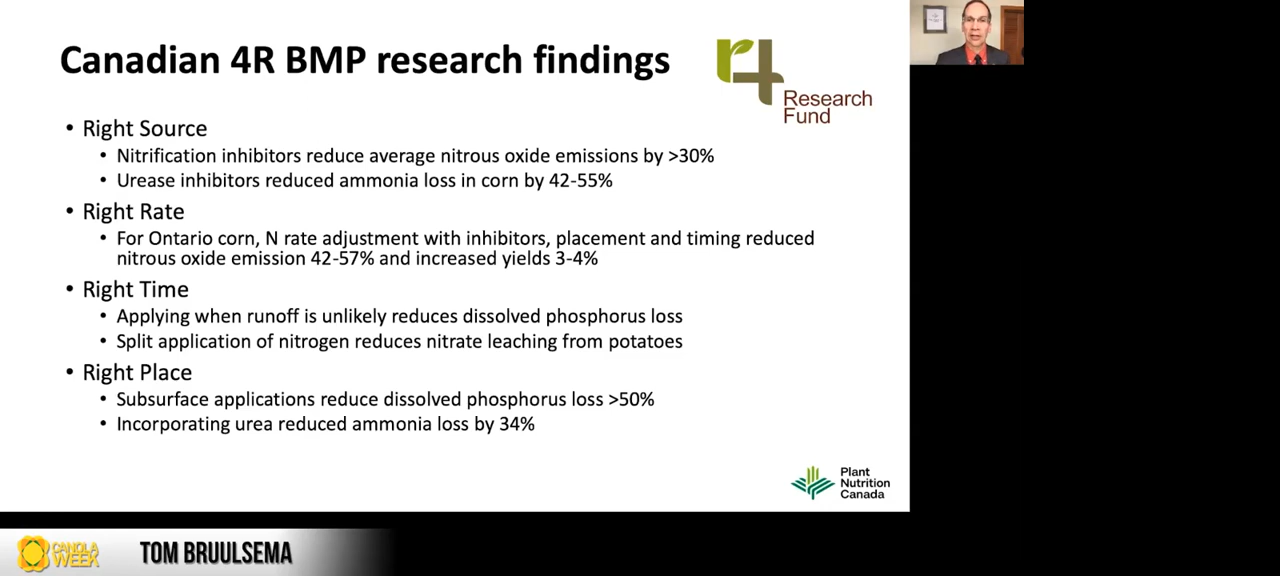 Canadian 4R BMP research findings
r4
Research
Fund
• Right Source
• Nitrification inhibitors reduce average nitrous oxide emissions by >30%
• Urease inhibitors reduced ammonia loss in corn by 42-55%
• Right Rate
• For Ontario corn, N rate adjustment with inhibitors, placement and timing reduced
nitrous oxide emission 42-57% and increased yields 3-4%
• Right Time
• Applying when runoff is unlikely reduces dissolved phosphorus loss
• Split application of nitrogen reduces nitrate leaching from potatoes
• Right Place
• Subsurface applications reduce dissolved phosphorus loss >50%
• Incorporating urea reduced ammonia loss by 34%
Plant
Nutrition
Canada
CANOLA
WEEK
TOM BRUULSEMA